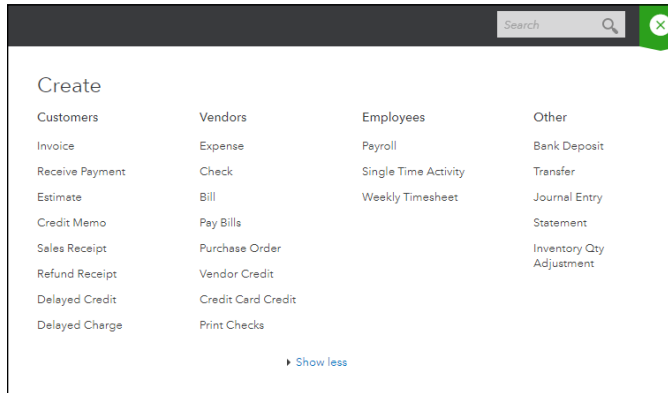 Search
Create
Customers
Invoice
Receive Payment
Estimate
Credit Memo
Sales Receipt
Refund Receipt
Delayed Credit
Delayed Charge
Vendors
Expense
Check
Bill
Pay Bills
Purchase Order
Vendor Credit
Credit Card Credit
Print Checks
Employees
Payroll
Single Time Activity
Weekly Timesheet
Other
Bank Deposit
Transfer
Journal Entry
Statement
Inventory Qty
Adjustment
Show less